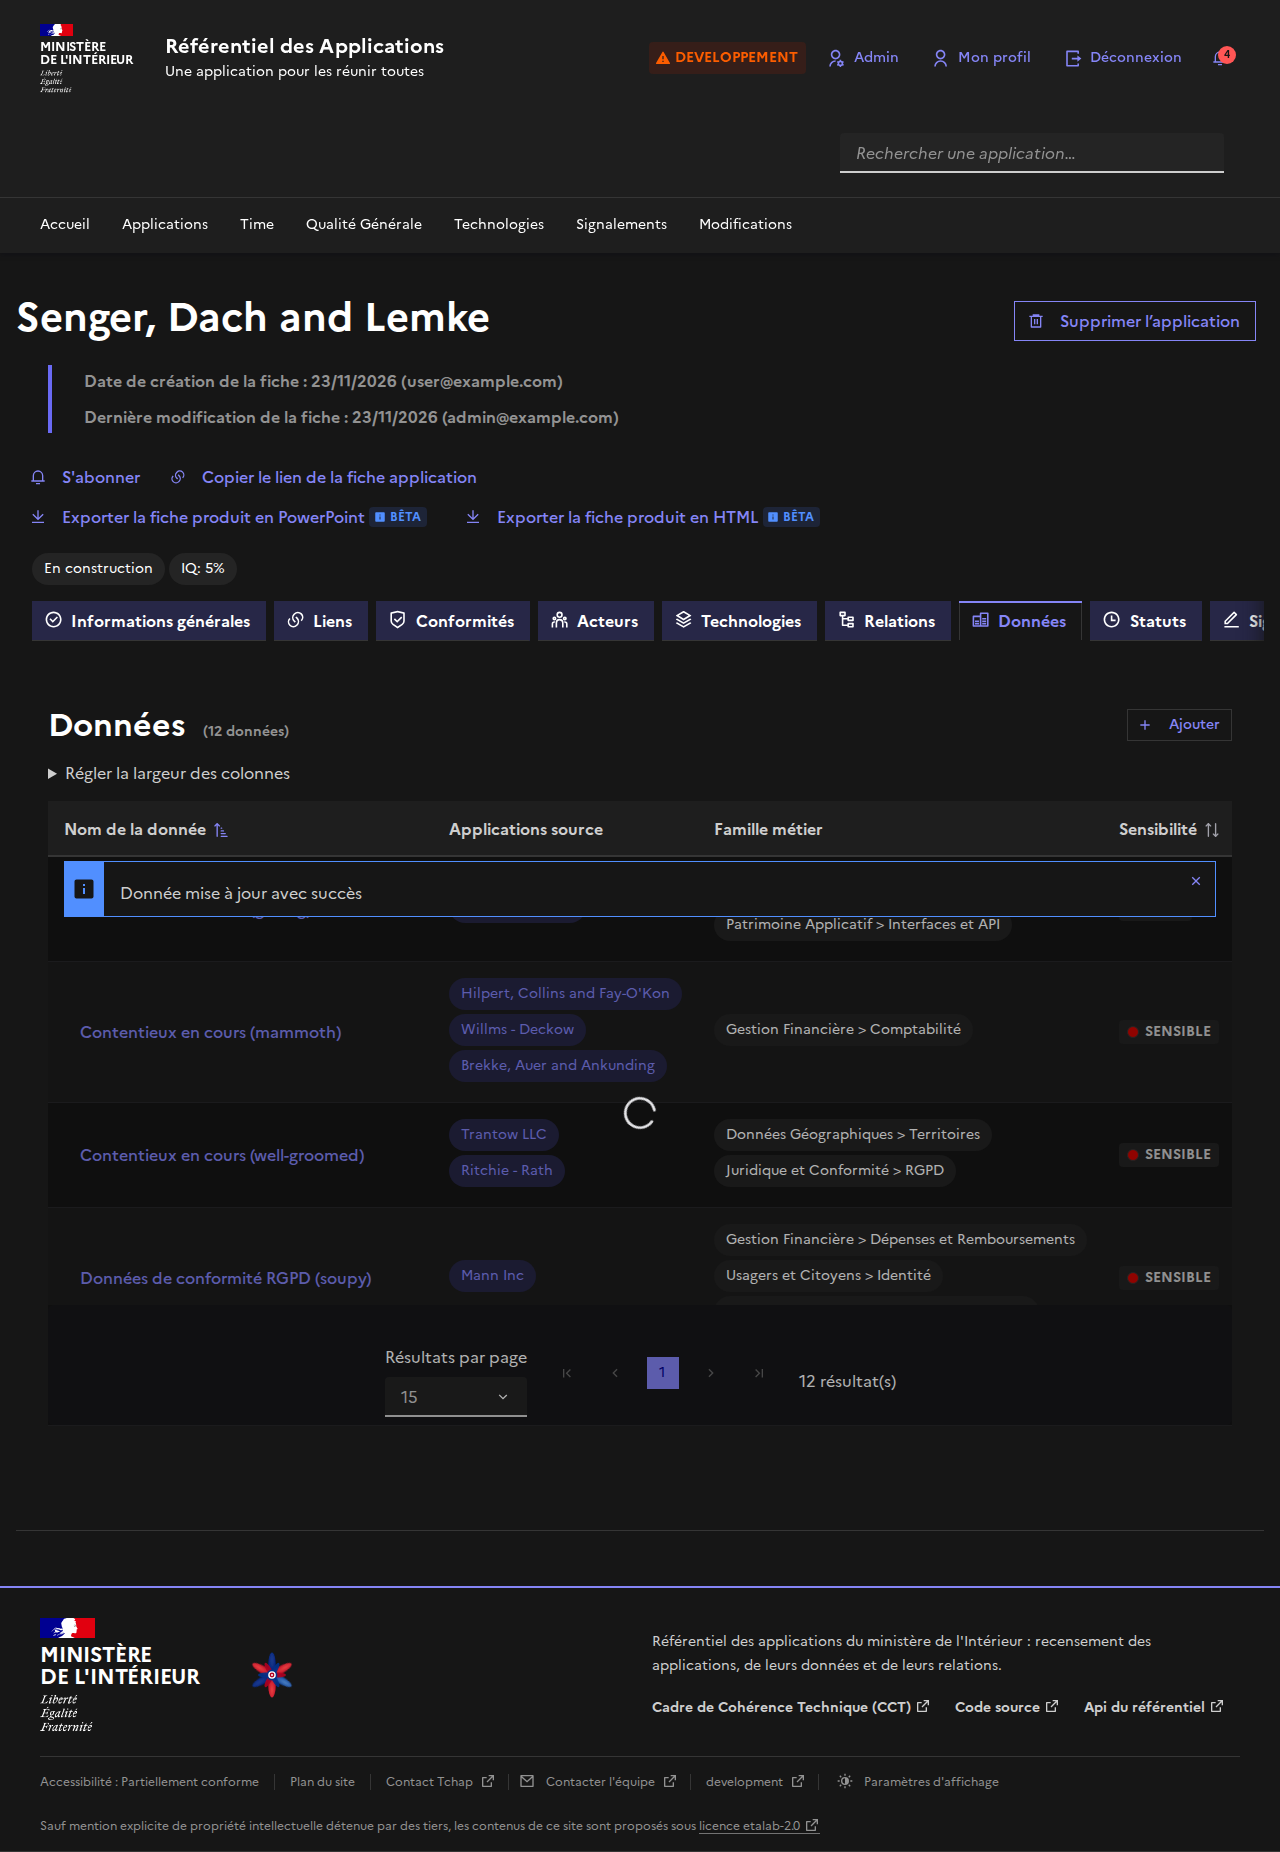 MINISTÈRE
DE L'INTÉRIEUR
Liberté
Égalité
Fraternité
Référentiel des Applications
Une application pour les réunir toutes
DEVELOPPEMENT
Admin
Mon profil
Déconnexion
4
Rechercher une application…
Accueil
Applications
Time
Qualité Générale
Technologies
Signalements
Modifications
Senger, Dach and Lemke
Supprimer l’application
Date de création de la fiche : 23/11/2026 (user@example.com)
Dernière modification de la fiche : 23/11/2026 (admin@example.com)
S'abonner
Copier le lien de la fiche application
Exporter la fiche produit en PowerPoint BÊTA
Exporter la fiche produit en HTML BÊTA
En construction
IQ: 5%
Informations générales
Liens
Conformités
Acteurs
Technologies
Relations
Données
Statuts
Données (12 données)
Ajouter
Régler la largeur des colonnes
Nom de la donnée
Applications source
Famille métier
Sensibilité
Donnée mise à jour avec succès
Patrimoine Applicatif > Interfaces et API
Contentieux en cours (mammoth)
Hilpert, Collins and Fay-O'Kon
Willms - Deckow
Brekke, Auer and Ankunding
Gestion Financière > Comptabilité
SENSIBLE
Contentieux en cours (well-groomed)
Trantow LLC
Ritchie - Rath
Données Géographiques > Territoires
Juridique et Conformité > RGPD
SENSIBLE
Données de conformité RGPD (soupy)
Mann Inc
Gestion Financière > Dépenses et Remboursements
Usagers et Citoyens > Identité
SENSIBLE
Résultats par page
15
1
12 résultat(s)
MINISTÈRE
DE L'INTÉRIEUR
Liberté
Égalité
Fraternité
Référentiel des applications du ministère de l'Intérieur : recensement des
applications, de leurs données et de leurs relations.
Cadre de Cohérence Technique (CCT)
Code source
Api du référentiel
Accessibilité : Partiellement conforme
Plan du site
Contact Tchap
Contacter l'équipe
development
Paramètres d'affichage
Sauf mention explicite de propriété intellectuelle détenue par des tiers, les contenus de ce site sont proposés sous licence etalab-2.0